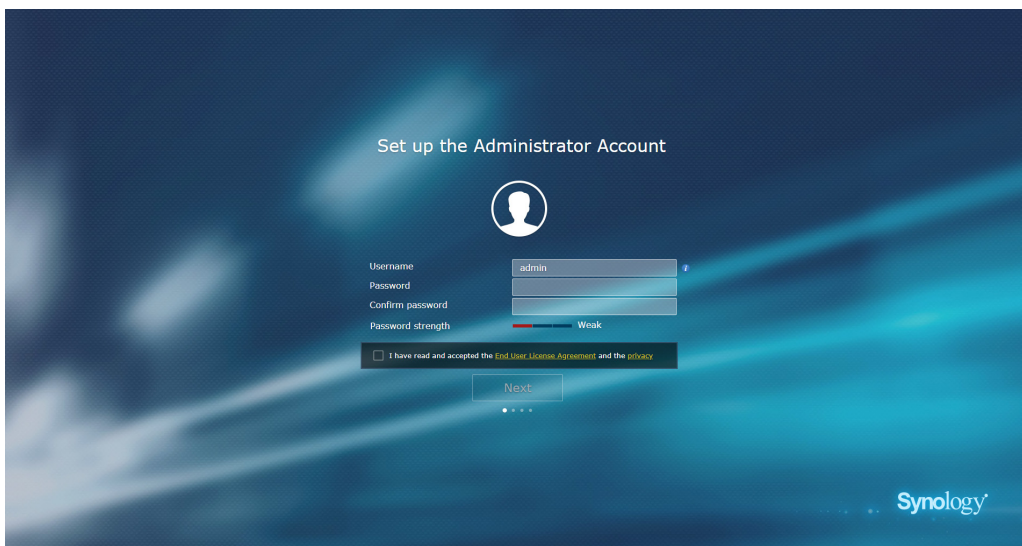 Set up the Administrator Account
Username
admin
i
Password
Confirm password
Password strength
Weak
I have read and accepted the End User License Agreement and the privacy
Next
Synology